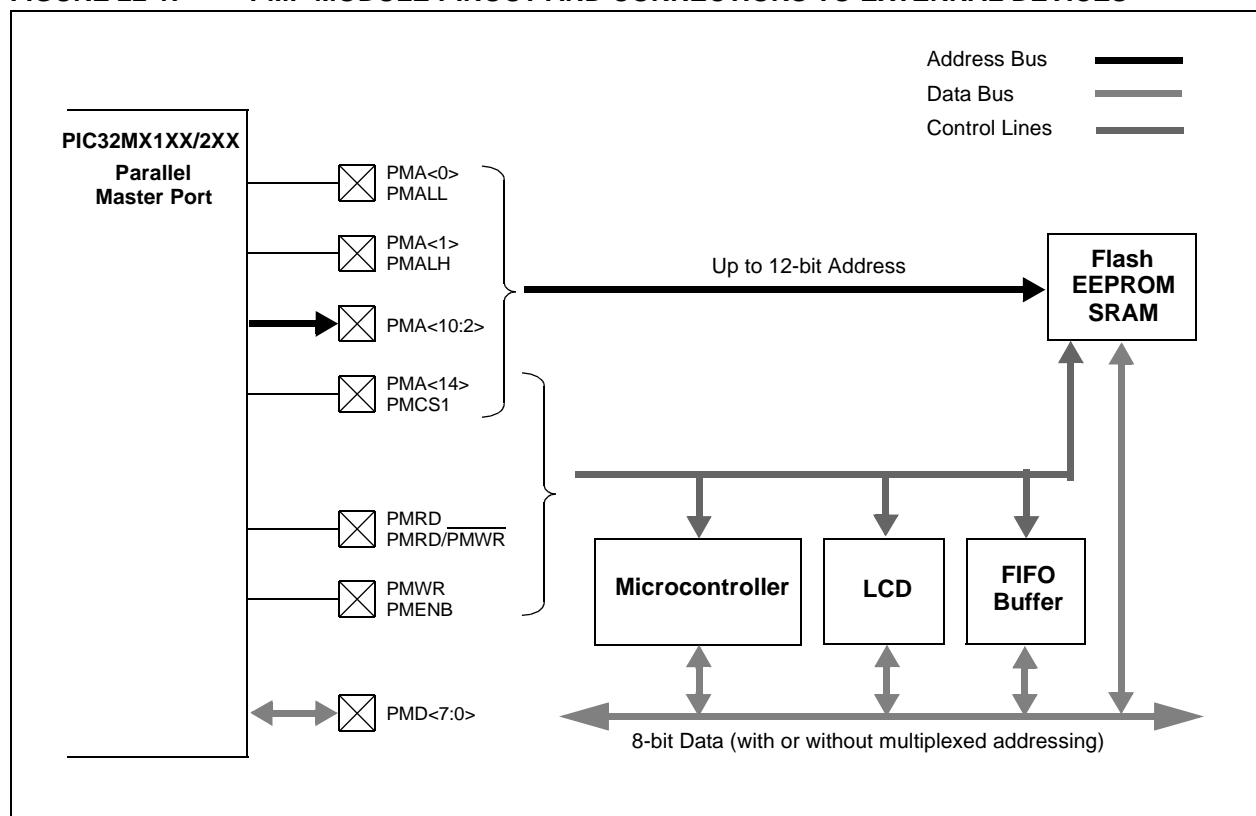 Address Bus
Data Bus
Control Lines
PIC32MX1XX/2XX
Parallel
Master Port
PMA<0>
PMALL
PMA<1>
PMALH
PMA<10:2>
PMA<14>
PMCS1
PMRD
PMRD/PMWR
PMWR
PMENB
PMD<7:0>
Up to 12-bit Address
Flash
EEPROM
SRAM
Microcontroller
LCD
FIFO
Buffer
8-bit Data (with or without multiplexed addressing)